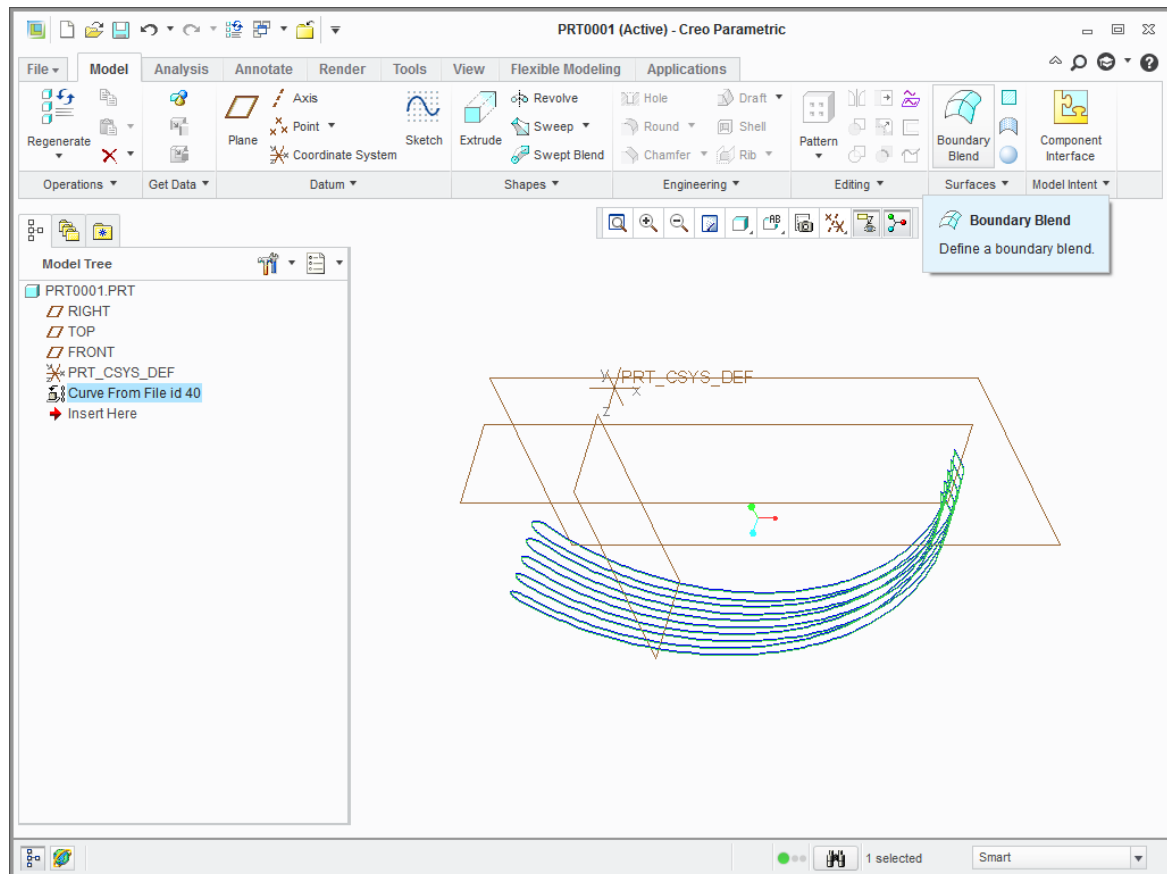 PRT0001 (Active) - Creo Parametric
File Model Analysis Annotate Render Tools View Flexible Modeling Applications
Regenerate
Plane
Axis
Point
Coordinate System
Sketch
Extrude
Revolve
Sweep
Swept Blend
Hole
Round
Chamfer
Draft
Shell
Rib
Pattern
Boundary
Blend
Component
Interface
Operations Get Data Datum Shapes Engineering Editing Surfaces Model Intent
Boundary Blend
Define a boundary blend.
Model Tree
PRT0001.PRT
RIGHT
TOP
FRONT
PRT_CSYS_DEF
Curve From File id 40
Insert Here
y PRT_CSYS_DEF
x
z
1 selected
Smart